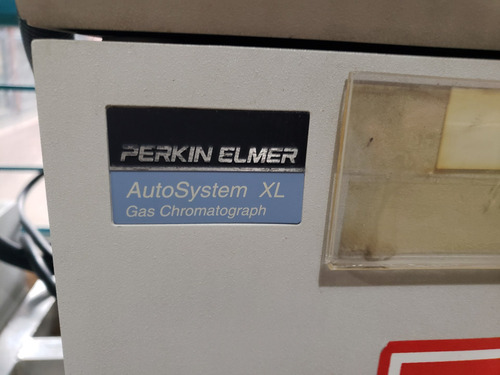 PERKIN ELMER
AutoSystem XL
Gas Chromatograph